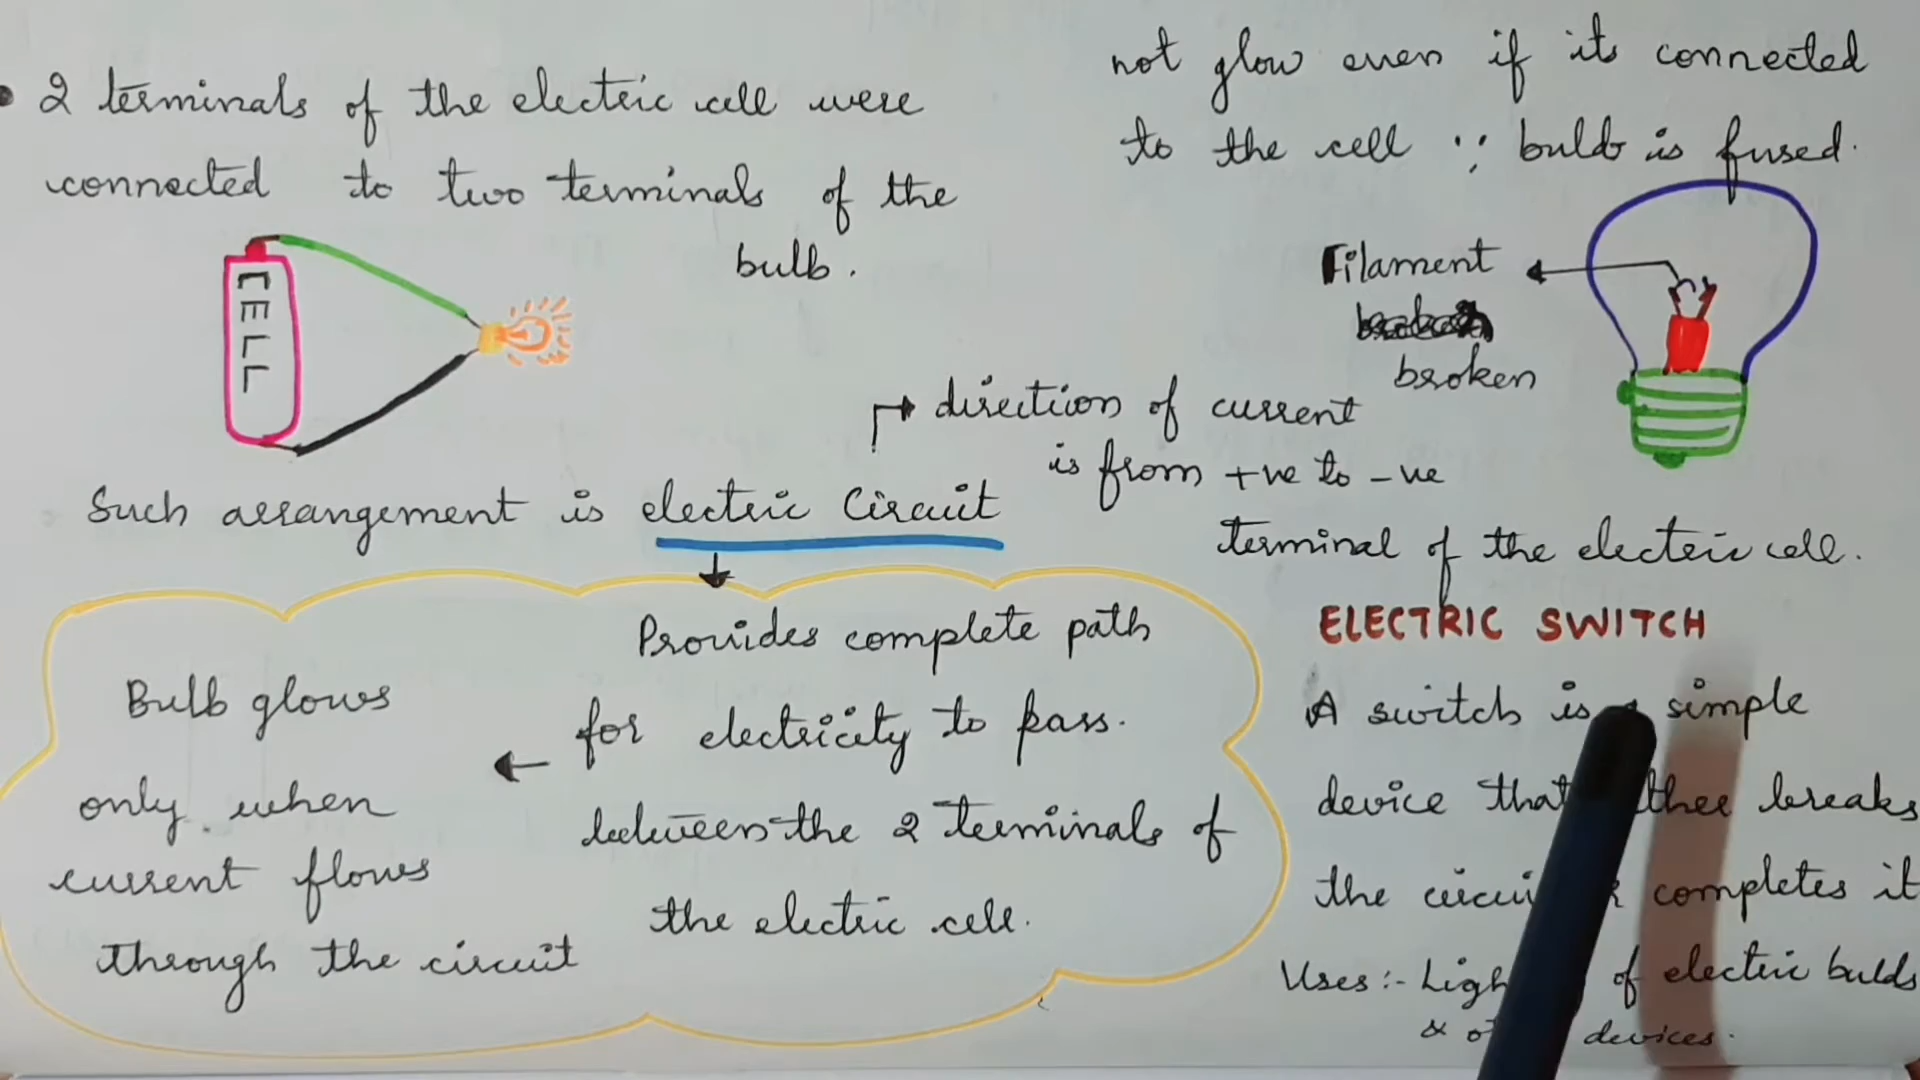 2 terminals of the electric cell were
connected to two terminals of the
bulb.
CELL
Such arrangement is electric Circuit
direction of current
is from +ve to -ve
terminal of the electric cell.
Provides complete path
for electricity to pass.
between the 2 terminals of
the electric cell.
Bulb glows
only when
current flows
through the circuit
not glow even if its connected
to the cell ∵ bulb is fused.
Filament
broken
ELECTRIC SWITCH
A switch is simple
device that breaks
the completes it
Uses :- of electric bulbs
& devices.